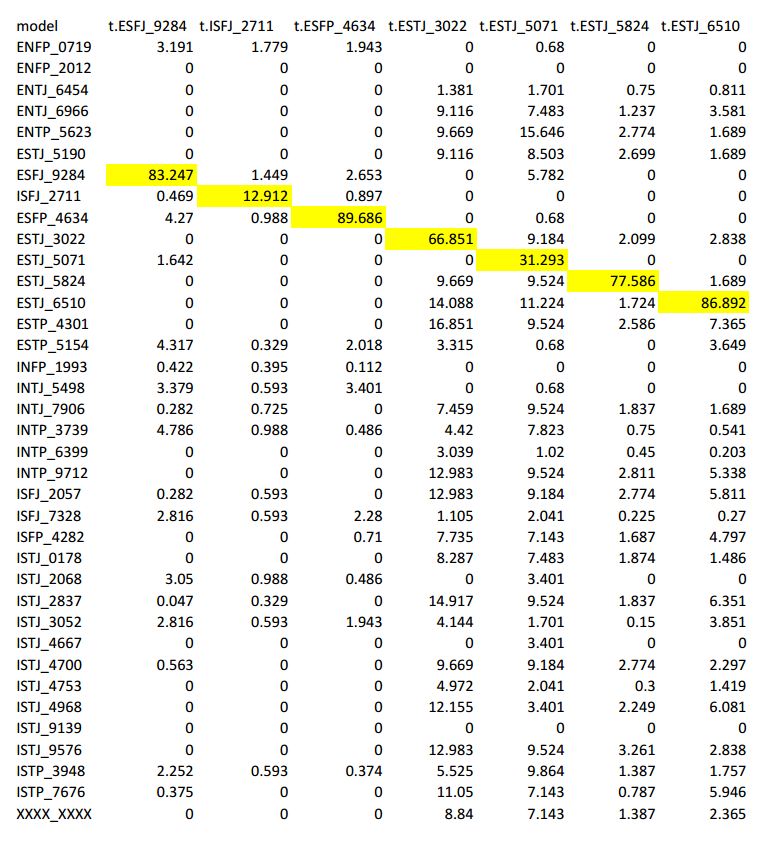 model t.ESFJ_9284 t.ISFJ_2711 t.ESFP_4634 t.ESTJ_3022 t.ESTJ_5071 t.ESTJ_5824 t.ESTJ_6510
ENFP_0719 3.191 1.779 1.943 0 0.68 0 0
ENFP_2012 0 0 0 0 0 0 0
ENTJ_6454 0 0 0 1.381 1.701 0.75 0.811
ENTJ_6966 0 0 0 9.116 7.483 1.237 3.581
ENTP_5623 0 0 0 9.669 15.646 2.774 1.689
ESTJ_5190 0 0 0 9.116 8.503 2.699 1.689
ESFJ_9284 83.247 1.449 2.653 0 5.782 0 0
ISFJ_2711 0.469 12.912 0.897 0 0 0 0
ESFP_4634 4.27 0.988 89.686 0 0.68 0 0
ESTJ_3022 0 0 0 66.851 9.184 2.099 2.838
ESTJ_5071 1.642 0 0 0 31.293 0 0
ESTJ_5824 0 0 0 9.669 9.524 77.586 1.689
ESTJ_6510 0 0 0 14.088 11.224 1.724 86.892
ESTP_4301 0 0 0 16.851 9.524 2.586 7.365
ESTP_5154 4.317 0.329 2.018 3.315 0.68 0 3.649
INFP_1993 0.422 0.395 0.112 0 0 0 0
INTJ_5498 3.379 0.593 3.401 0 0.68 0 0
INTJ_7906 0.282 0.725 0 7.459 9.524 1.837 1.689
INTP_3739 4.786 0.988 0.486 4.42 7.823 0.75 0.541
INTP_6399 0 0 0 3.039 1.02 0.45 0.203
INTP_9712 0 0 0 12.983 9.524 2.811 5.338
ISFJ_2057 0.282 0.593 0 12.983 9.184 2.774 5.811
ISFJ_7328 2.816 0.593 2.28 1.105 2.041 0.225 0.27
ISFP_4282 0 0 0.71 7.735 7.143 1.687 4.797
ISTJ_0178 0 0 0 8.287 7.483 1.874 1.486
ISTJ_2068 3.05 0.988 0.486 0 3.401 0 0
ISTJ_2837 0.047 0.329 0 14.917 9.524 1.837 6.351
ISTJ_3052 2.816 0.593 1.943 4.144 1.701 0.15 3.851
ISTJ_4667 0 0 0 0 3.401 0 0
ISTJ_4700 0.563 0 0 9.669 9.184 2.774 2.297
ISTJ_4753 0 0 0 4.972 2.041 0.3 1.419
ISTJ_4968 0 0 0 12.155 3.401 2.249 6.081
ISTJ_9139 0 0 0 0 0 0 0
ISTJ_9576 0 0 0 12.983 9.524 3.261 2.838
ISTP_3948 2.252 0.593 0.374 5.525 9.864 1.387 1.757
ISTP_7676 0.375 0 0 11.05 7.143 0.787 5.946
XXXX_XXXX 0 0 0 8.84 7.143 1.387 2.365